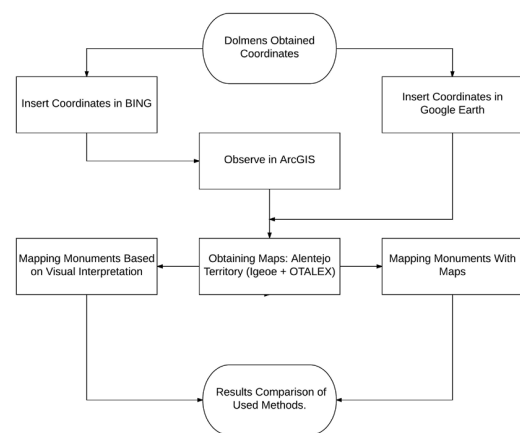 Dolmens Obtained
Coordinates
Insert Coordinates in BING
Insert Coordinates in
Google Earth
Observe in ArcGIS
Mapping Monuments Based
on Visual Interpretation
Obtaining Maps: Alentejo
Territory (Igeoe + OTALEX)
Mapping Monuments With
Maps
Results Comparison of
Used Methods.